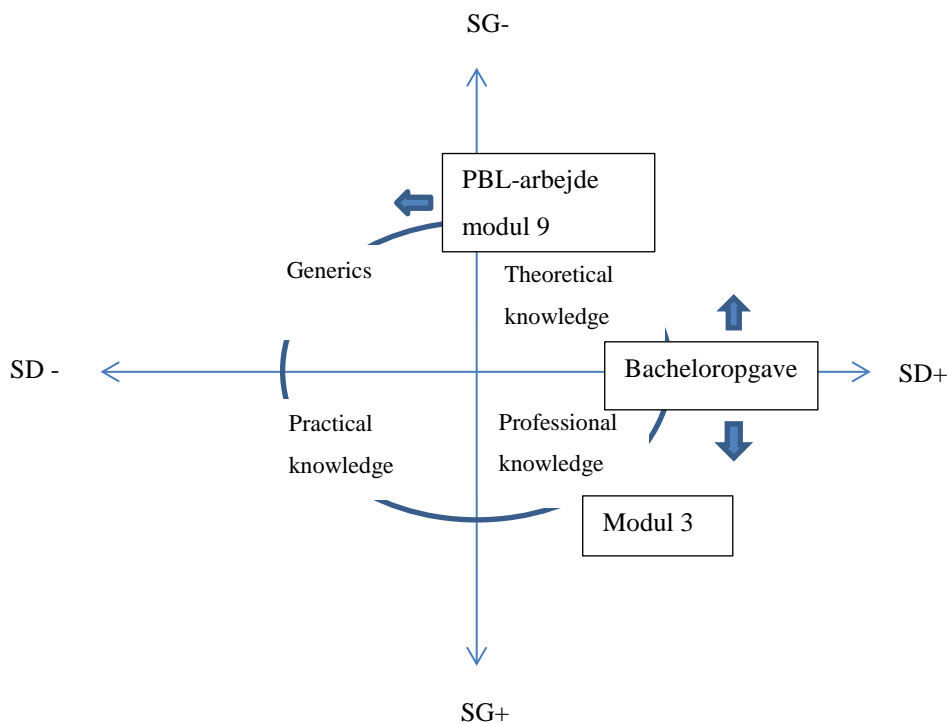 SG-
PBL-arbejde
modul 9
Generics
Theoretical
knowledge
SD -
Bacheloropgave
SD+
Practical
knowledge
Professional
knowledge
Modul 3
SG+